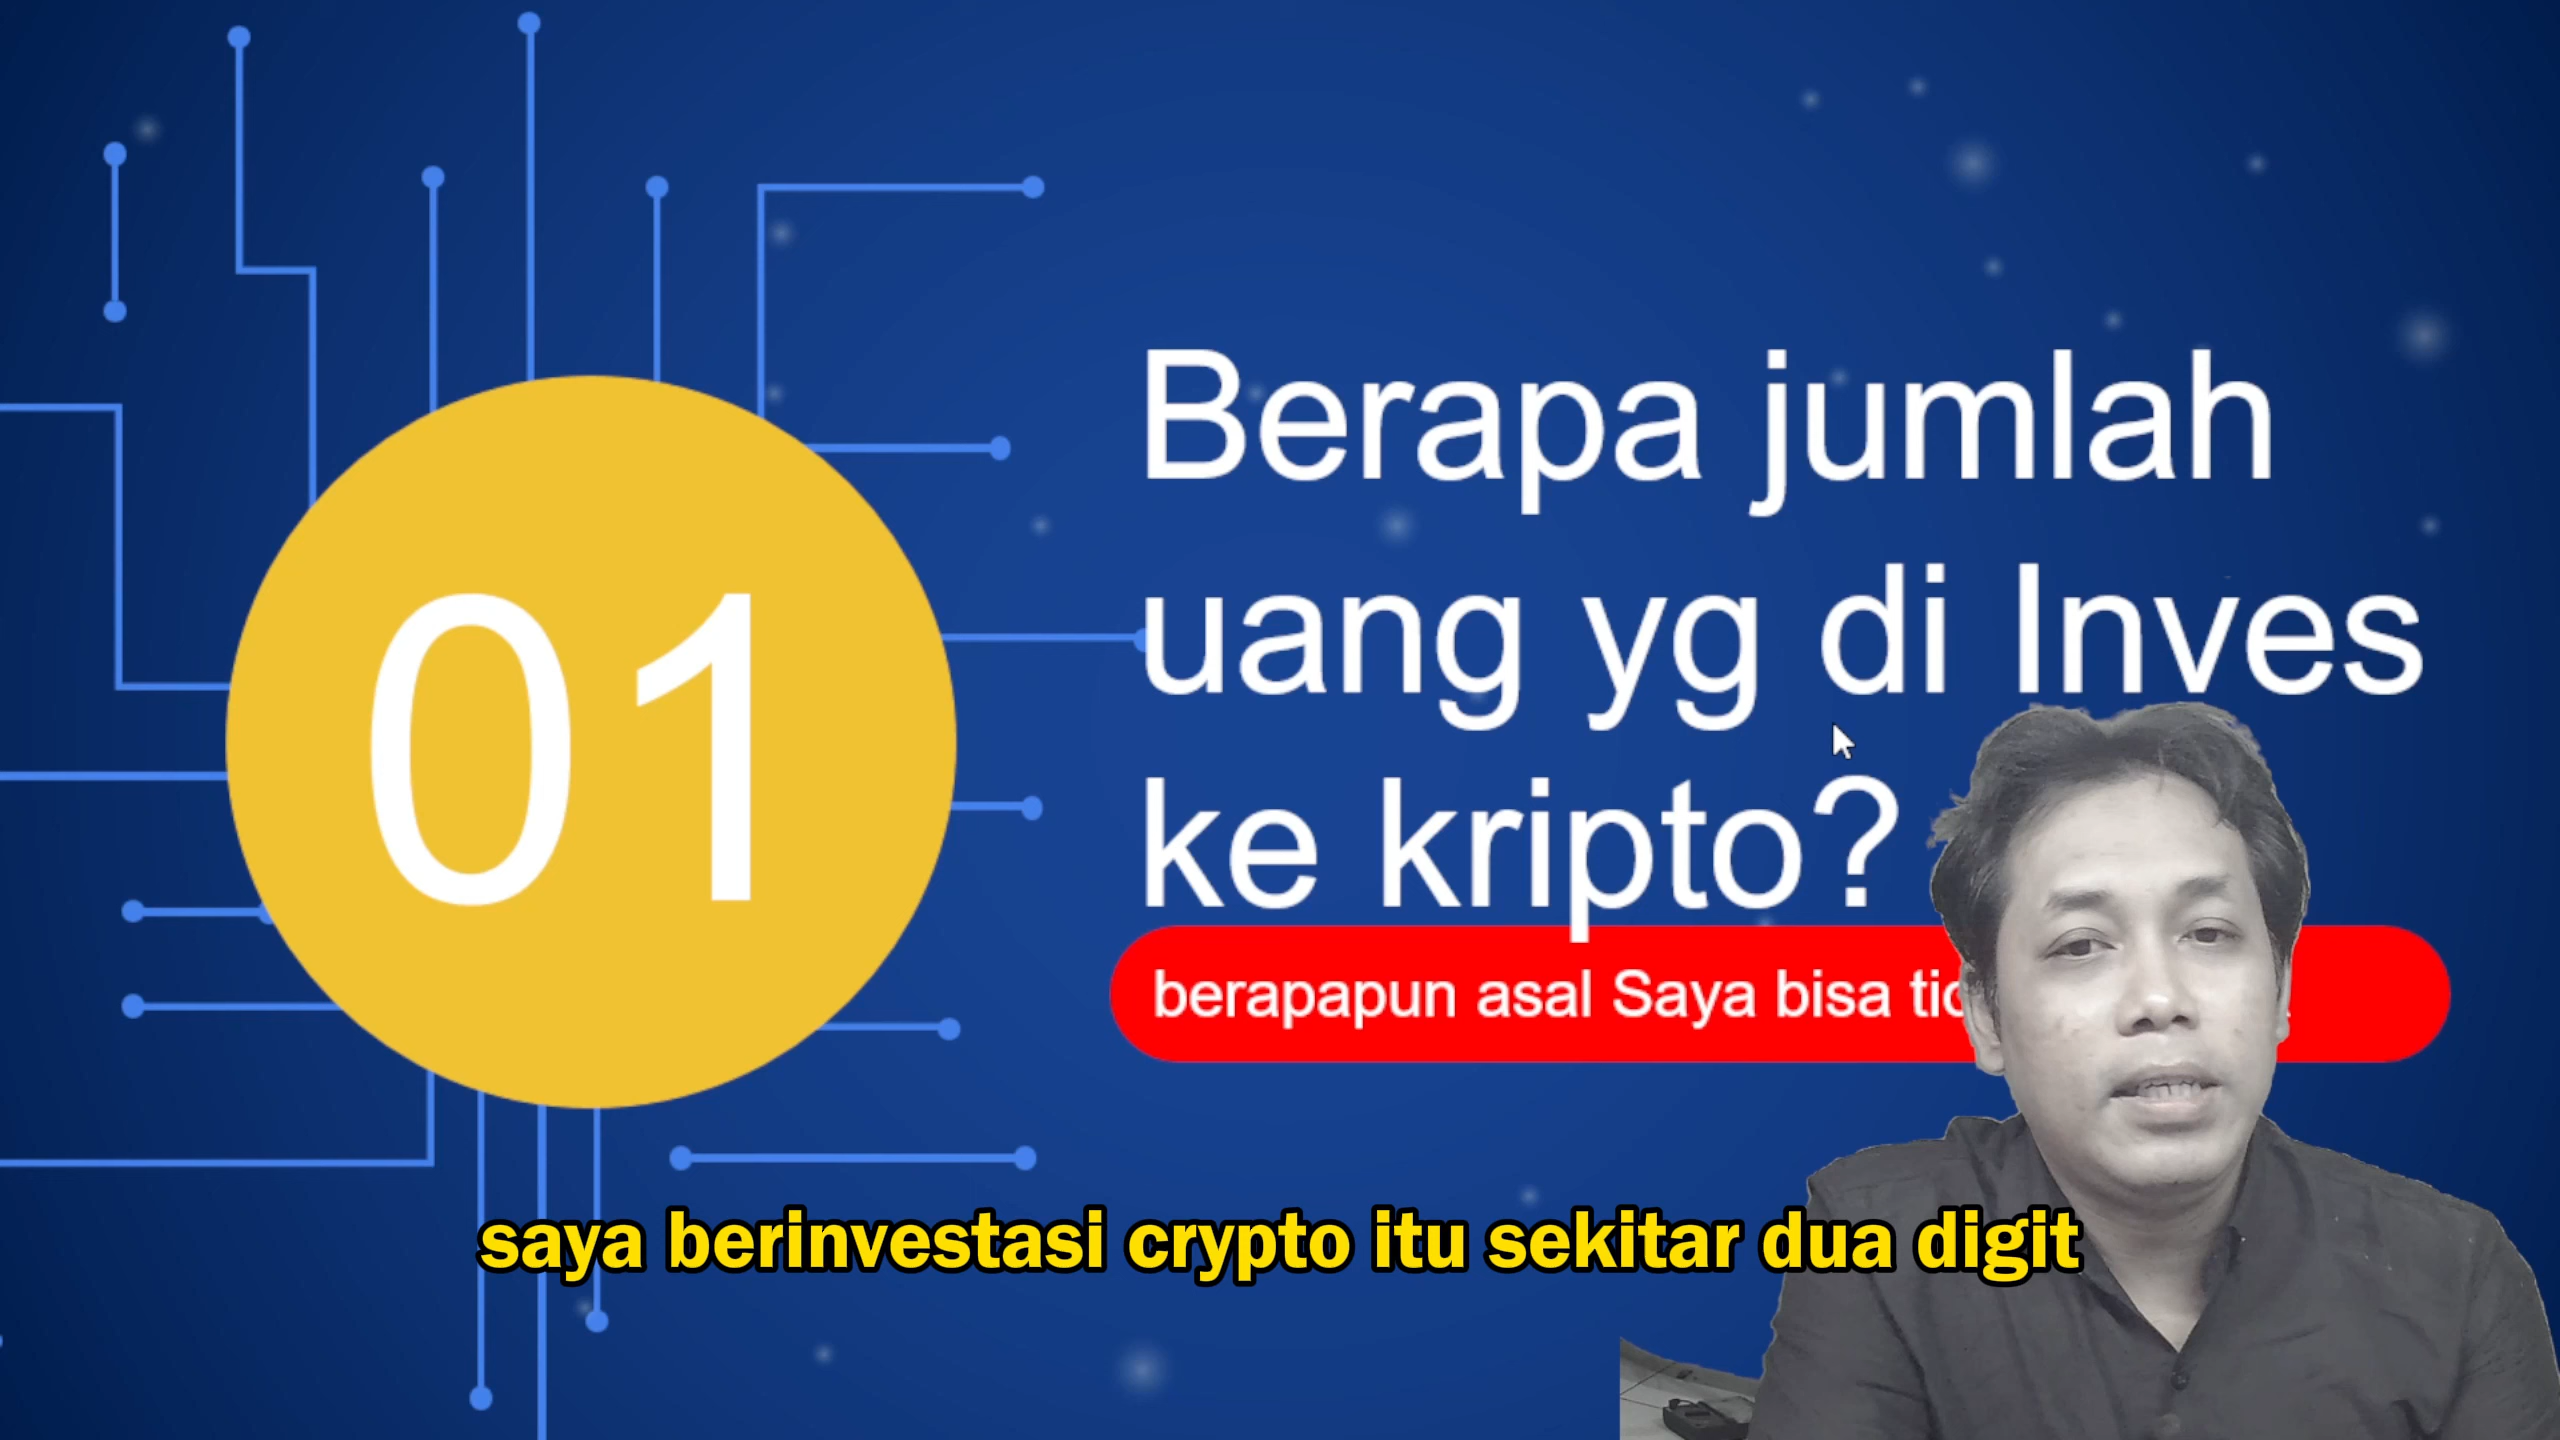 01
Berapa jumlah
uang yg di Inves
ke kripto?
berapapun asal Saya bisa
saya berinvestasi crypto itu sekitar dua digit